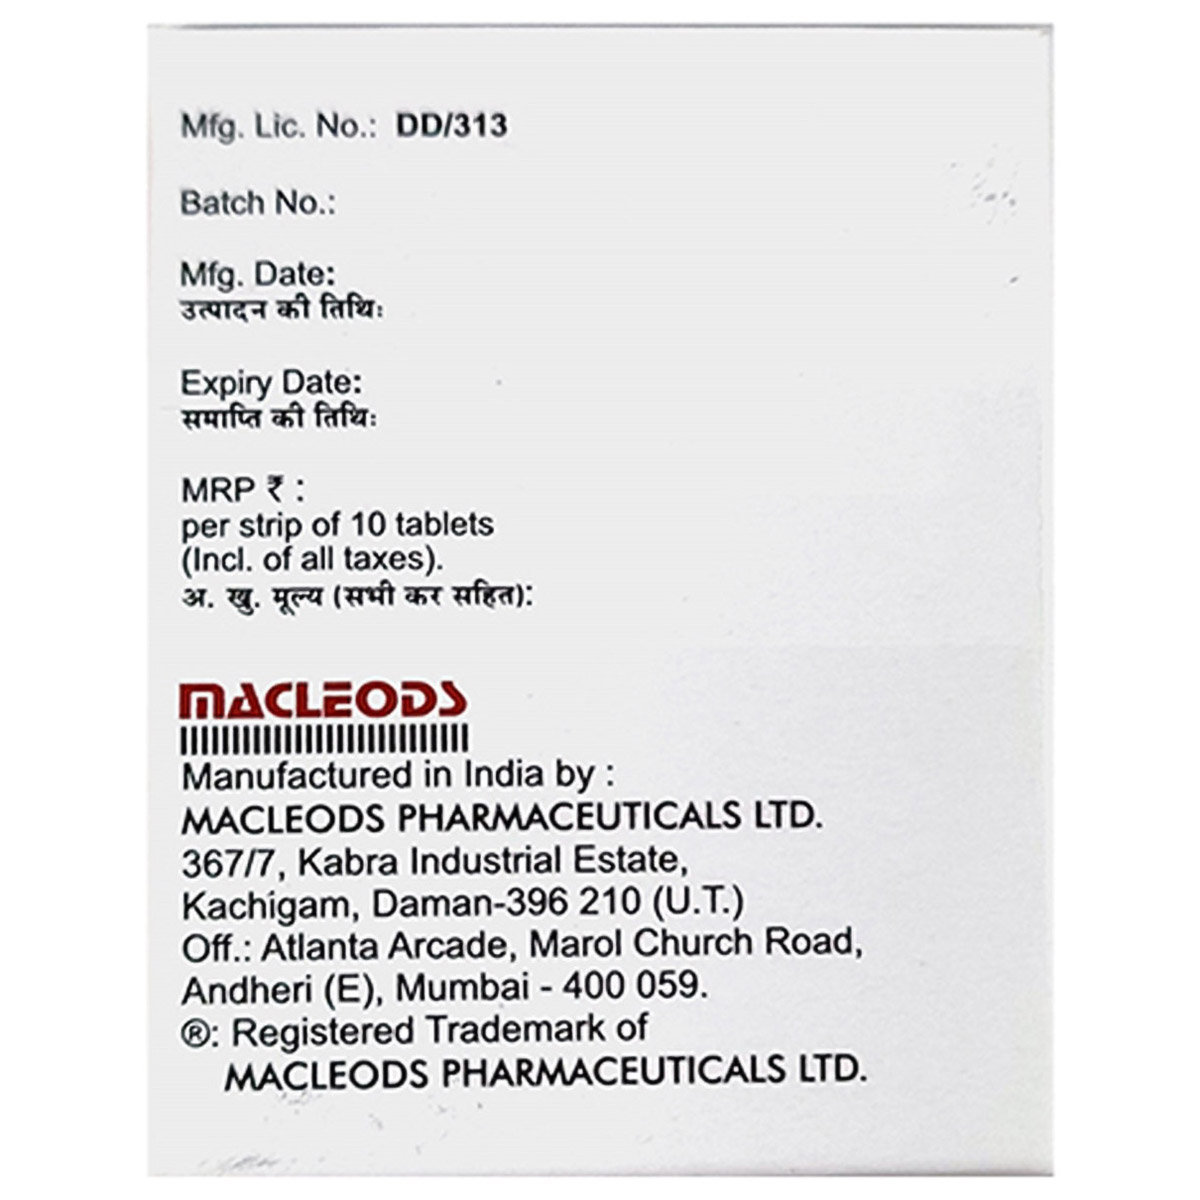 Mfg. Lic. No.: DD/313
Batch No.:
Mfg. Date:
उत्पादन की तिथि:
Expiry Date:
समाप्ति की तिथि:
MRP ₹ :
per strip of 10 tablets
(Incl. of all taxes).
अ. खु. मूल्य (सभी कर सहित):
MACLEODS
Manufactured in India by :
MACLEODS PHARMACEUTICALS LTD.
367/7, Kabra Industrial Estate,
Kachigam, Daman-396 210 (U.T.)
Off.: Atlanta Arcade, Marol Church Road,
Andheri (E), Mumbai - 400 059.
®: Registered Trademark of
MACLEODS PHARMACEUTICALS LTD.